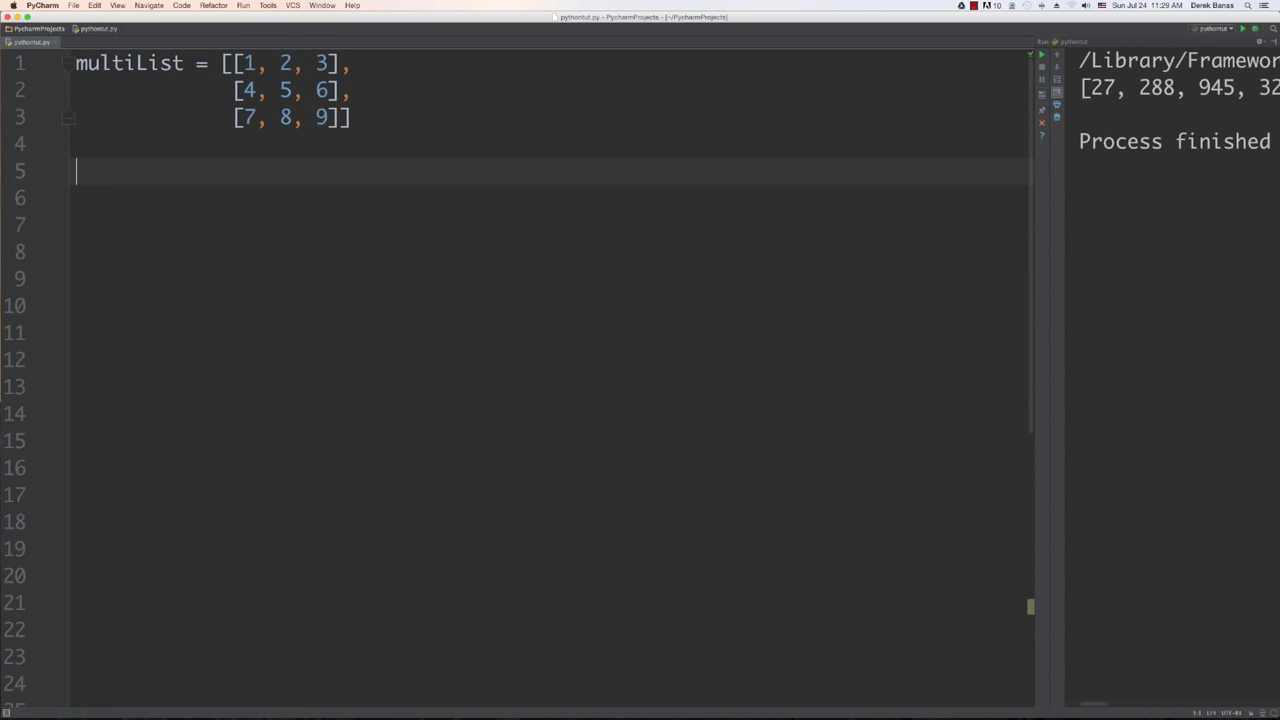 PyCharm File Edit View Navigate Code Refactor Run Tools VCS Window Help 10 Sun Jul 24 11:29 AM Derek Banas
pythontut.py - PycharmProjects - [~/PycharmProjects]
PycharmProjects pythontut.py pythontut
pythontut.py Run pythontut
1 multiList = [[1, 2, 3],
2 [4, 5, 6],
3 [7, 8, 9]]
4
5
6
7
8
9
10
11
12
13
14
15
16
17
18
19
20
21
22
23
24
/Library/Framewor
[27, 288, 945, 32
Process finished
5:1 LF÷ UTF-8÷